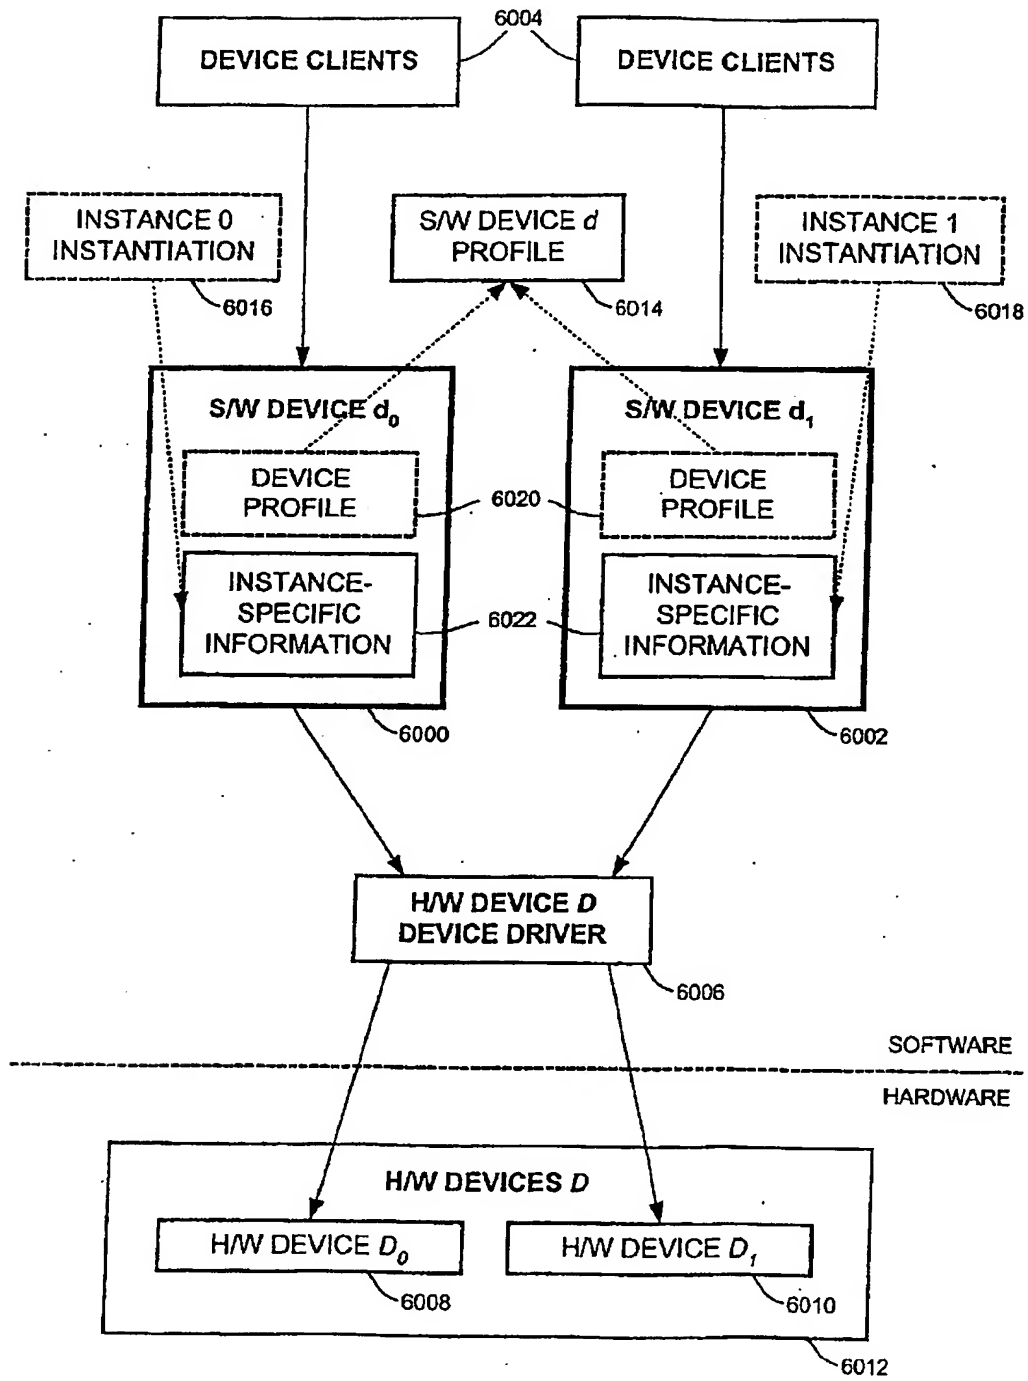 6004
DEVICE CLIENTS
DEVICE CLIENTS
INSTANCE 0
INSTANTIATION
6016
S/W DEVICE d
PROFILE
6014
INSTANCE 1
INSTANTIATION
6018
S/W DEVICE d0
DEVICE
PROFILE
INSTANCE-
SPECIFIC
INFORMATION
6000
6020
6022
S/W DEVICE d1
DEVICE
PROFILE
INSTANCE-
SPECIFIC
INFORMATION
6002
H/W DEVICE D
DEVICE DRIVER
6006
SOFTWARE
HARDWARE
H/W DEVICES D
H/W DEVICE D0
6008
H/W DEVICE D1
6010
6012